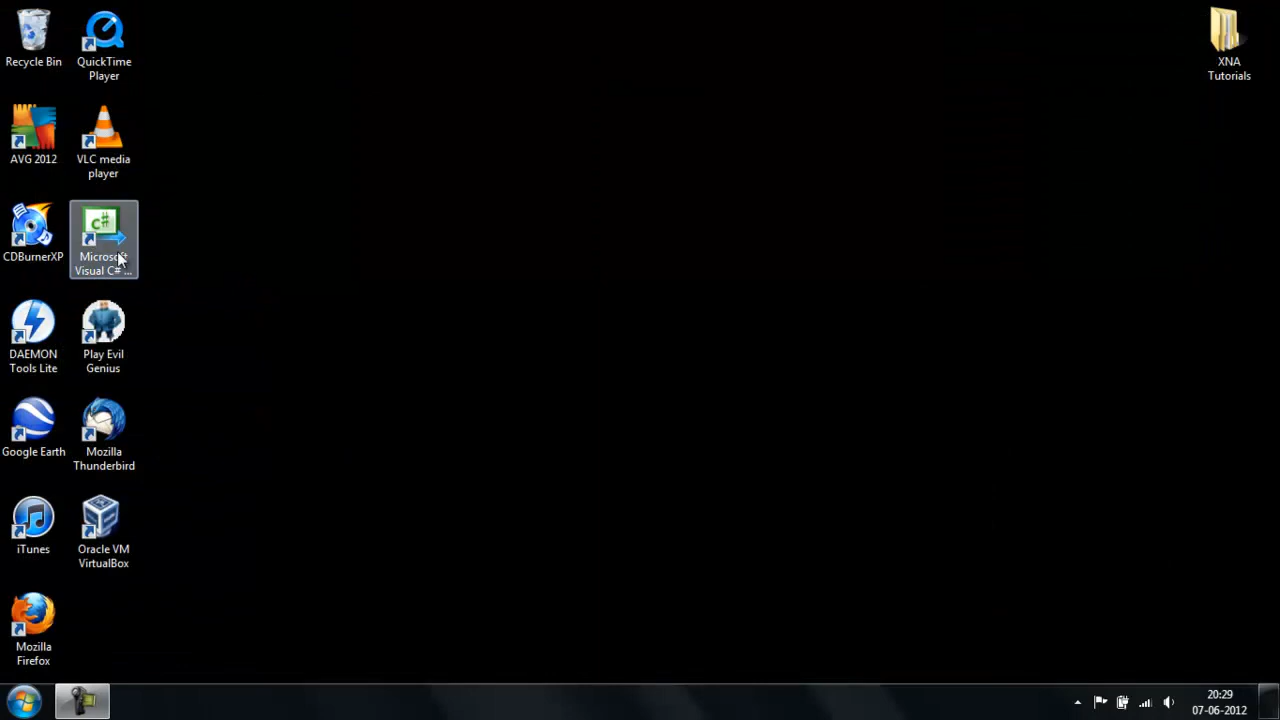 Recycle Bin
QuickTime
Player
AVG 2012
VLC media
player
CDBurnerXP
C#
Microsoft
Visual C# ...
DAEMON
Tools Lite
Play Evil
Genius
Google Earth
Mozilla
Thunderbird
iTunes
Oracle VM
VirtualBox
Mozilla
Firefox
XNA
Tutorials
20:29
07-06-2012